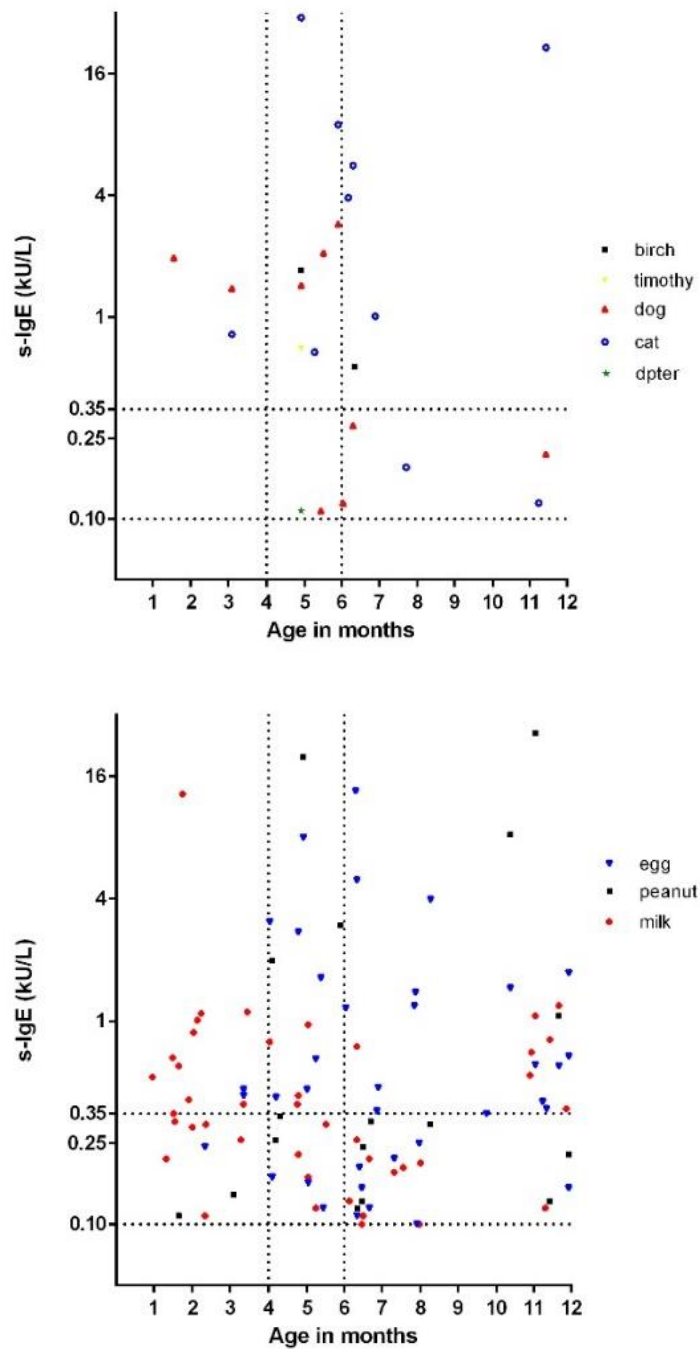 16
4
1
0.35
0.25
0.10
s-IgE (kU/L)
1 2 3 4 5 6 7 8 9 10 11 12
Age in months
birch
timothy
dog
cat
dpter
16
4
1
0.35
0.25
0.10
s-IgE (kU/L)
1 2 3 4 5 6 7 8 9 10 11 12
Age in months
egg
peanut
milk